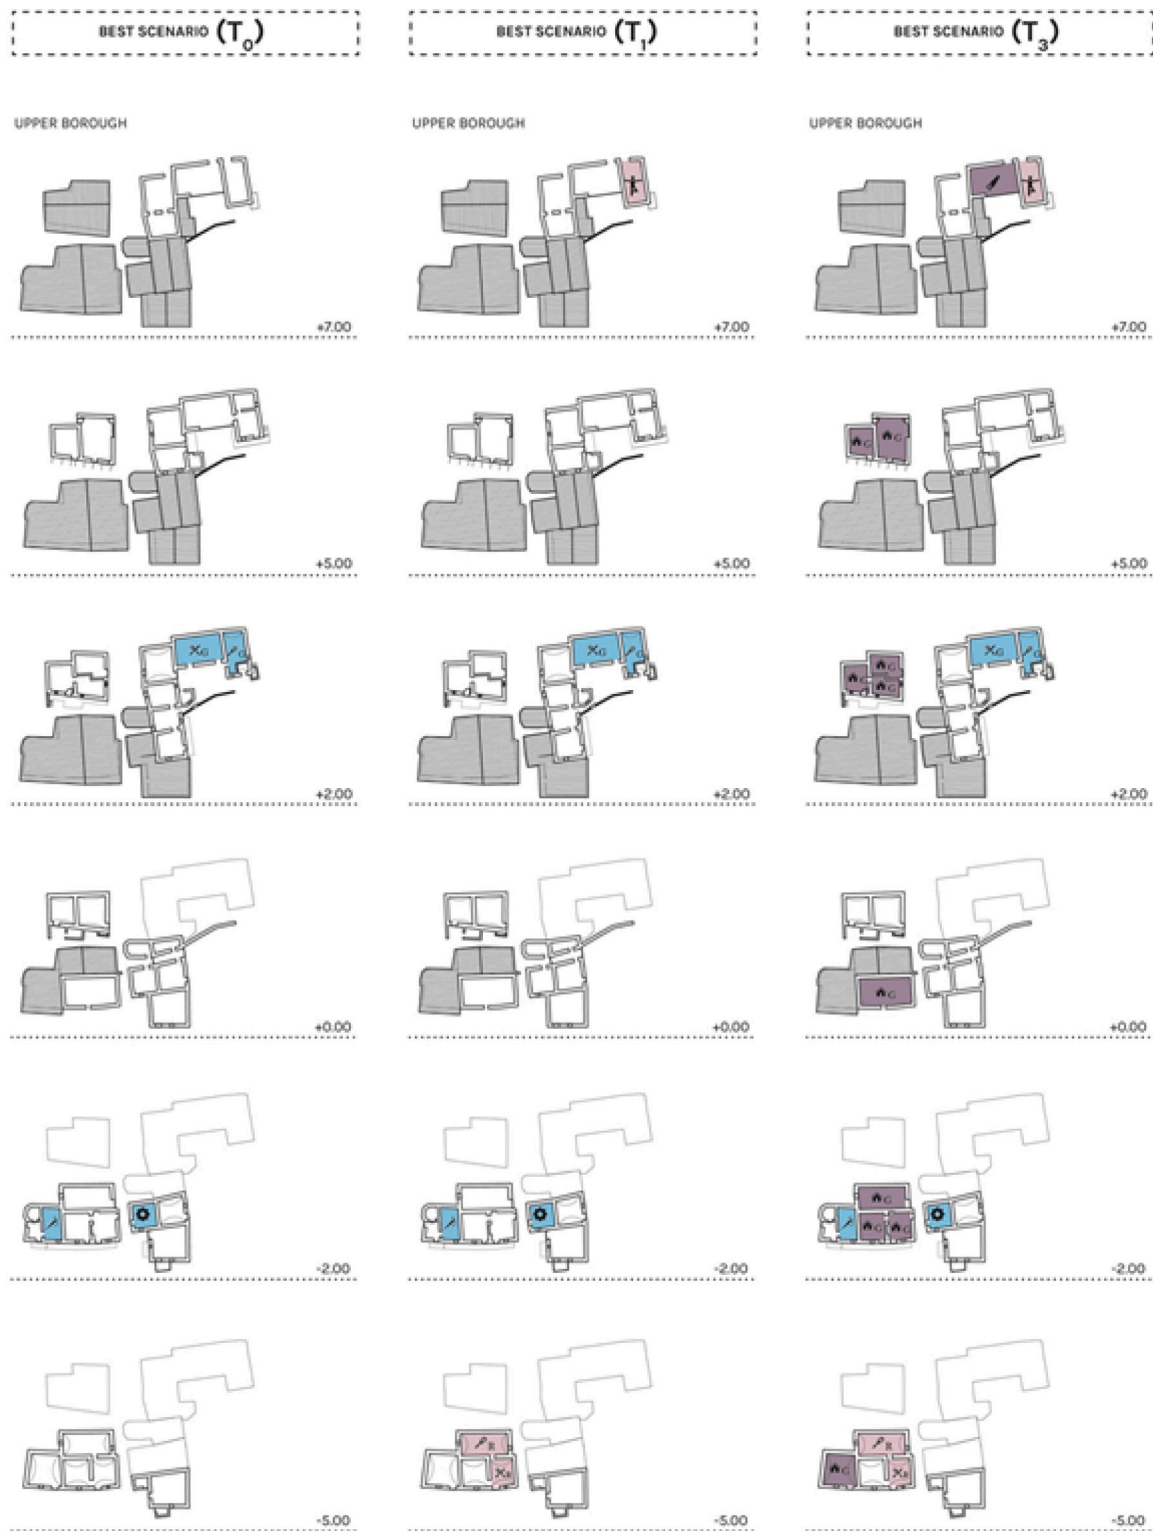 BEST SCENARIO (T0) BEST SCENARIO (T1) BEST SCENARIO (T3)
UPPER BOROUGH UPPER BOROUGH UPPER BOROUGH
+7.00 +7.00 +7.00
G G
+5.00 +5.00 +5.00
G G G G G G G G G
+2.00 +2.00 +2.00
G
+0.00 +0.00 +0.00
G
G G
-2.00 -2.00 -2.00
R R
R G R
-5.00 -5.00 -5.00